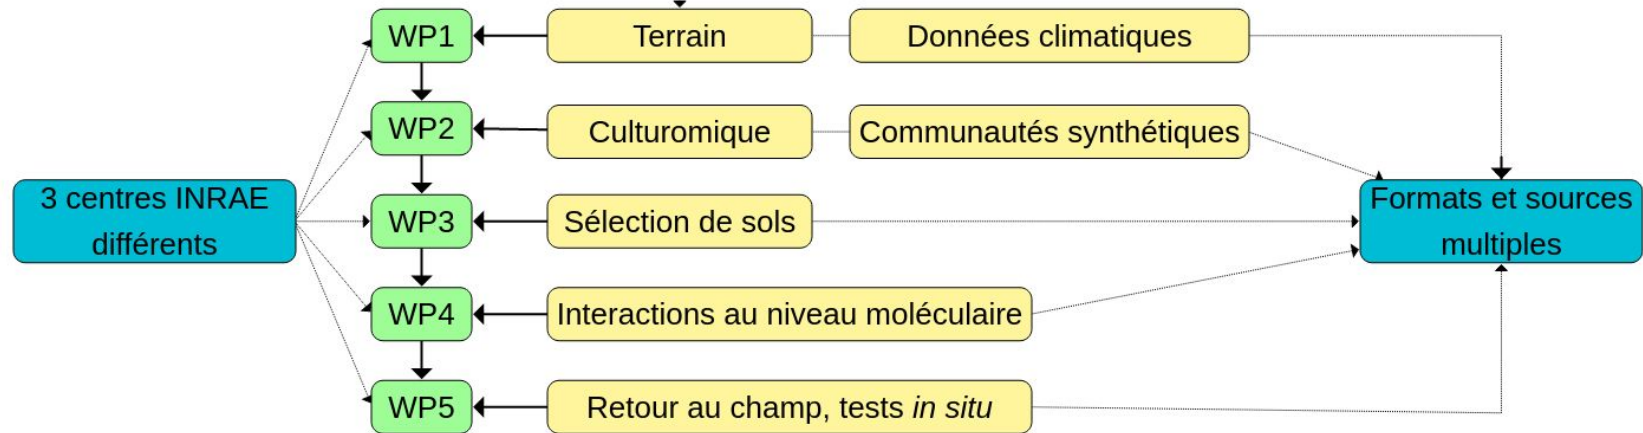 WP1
Terrain
Données climatiques
WP2
Culturomique
Communautés synthétiques
3 centres INRAE
différents
WP3
Sélection de sols
Formats et sources
multiples
WP4
Interactions au niveau moléculaire
WP5
Retour au champ, tests in situ